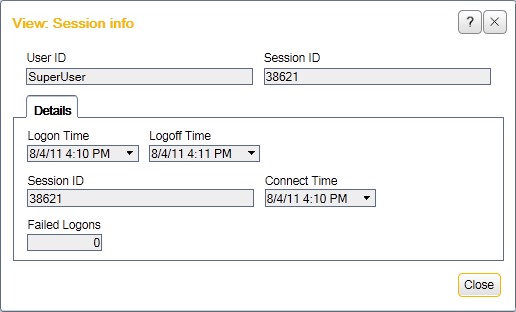 View: Session info
? ×
User ID Session ID
SuperUser 38621
Details
Logon Time Logoff Time
8/4/11 4:10 PM 8/4/11 4:11 PM
Session ID Connect Time
38621 8/4/11 4:10 PM
Failed Logons
0
Close